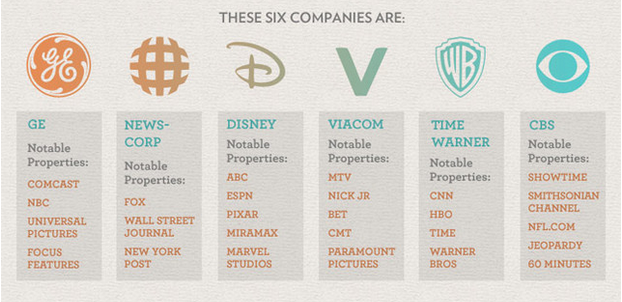 THESE SIX COMPANIES ARE:
GE
D
V
WB
GE
Notable
Properties:
COMCAST
NBC
UNIVERSAL
PICTURES
FOCUS
FEATURES
NEWS-
CORP
Notable
Properties:
FOX
WALL STREET
JOURNAL
NEW YORK
POST
DISNEY
Notable
Properties:
ABC
ESPN
PIXAR
MIRAMAX
MARVEL
STUDIOS
VIACOM
Notable
Properties:
MTV
NICK JR
BET
CMT
PARAMOUNT
PICTURES
TIME
WARNER
Notable
Properties:
CNN
HBO
TIME
WARNER
BROS
CBS
Notable
Properties:
SHOWTIME
SMITHSONIAN
CHANNEL
NFL.COM
JEOPARDY
60 MINUTES